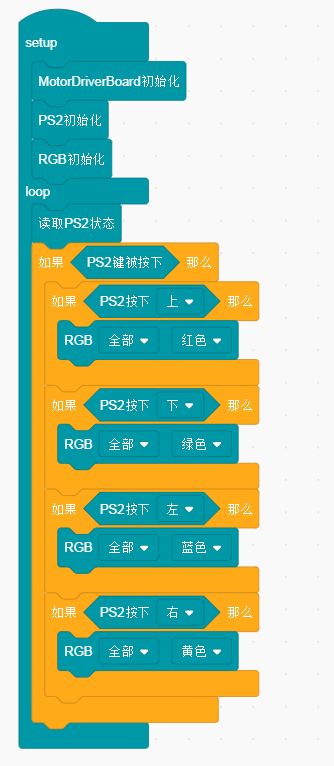 setup
MotorDriverBoard初始化
PS2初始化
RGB初始化
loop
读取PS2状态
如果 PS2键被按下 那么
如果 PS2按下 上 那么
RGB 全部 红色
如果 PS2按下 下 那么
RGB 全部 绿色
如果 PS2按下 左 那么
RGB 全部 蓝色
如果 PS2按下 右 那么
RGB 全部 黄色